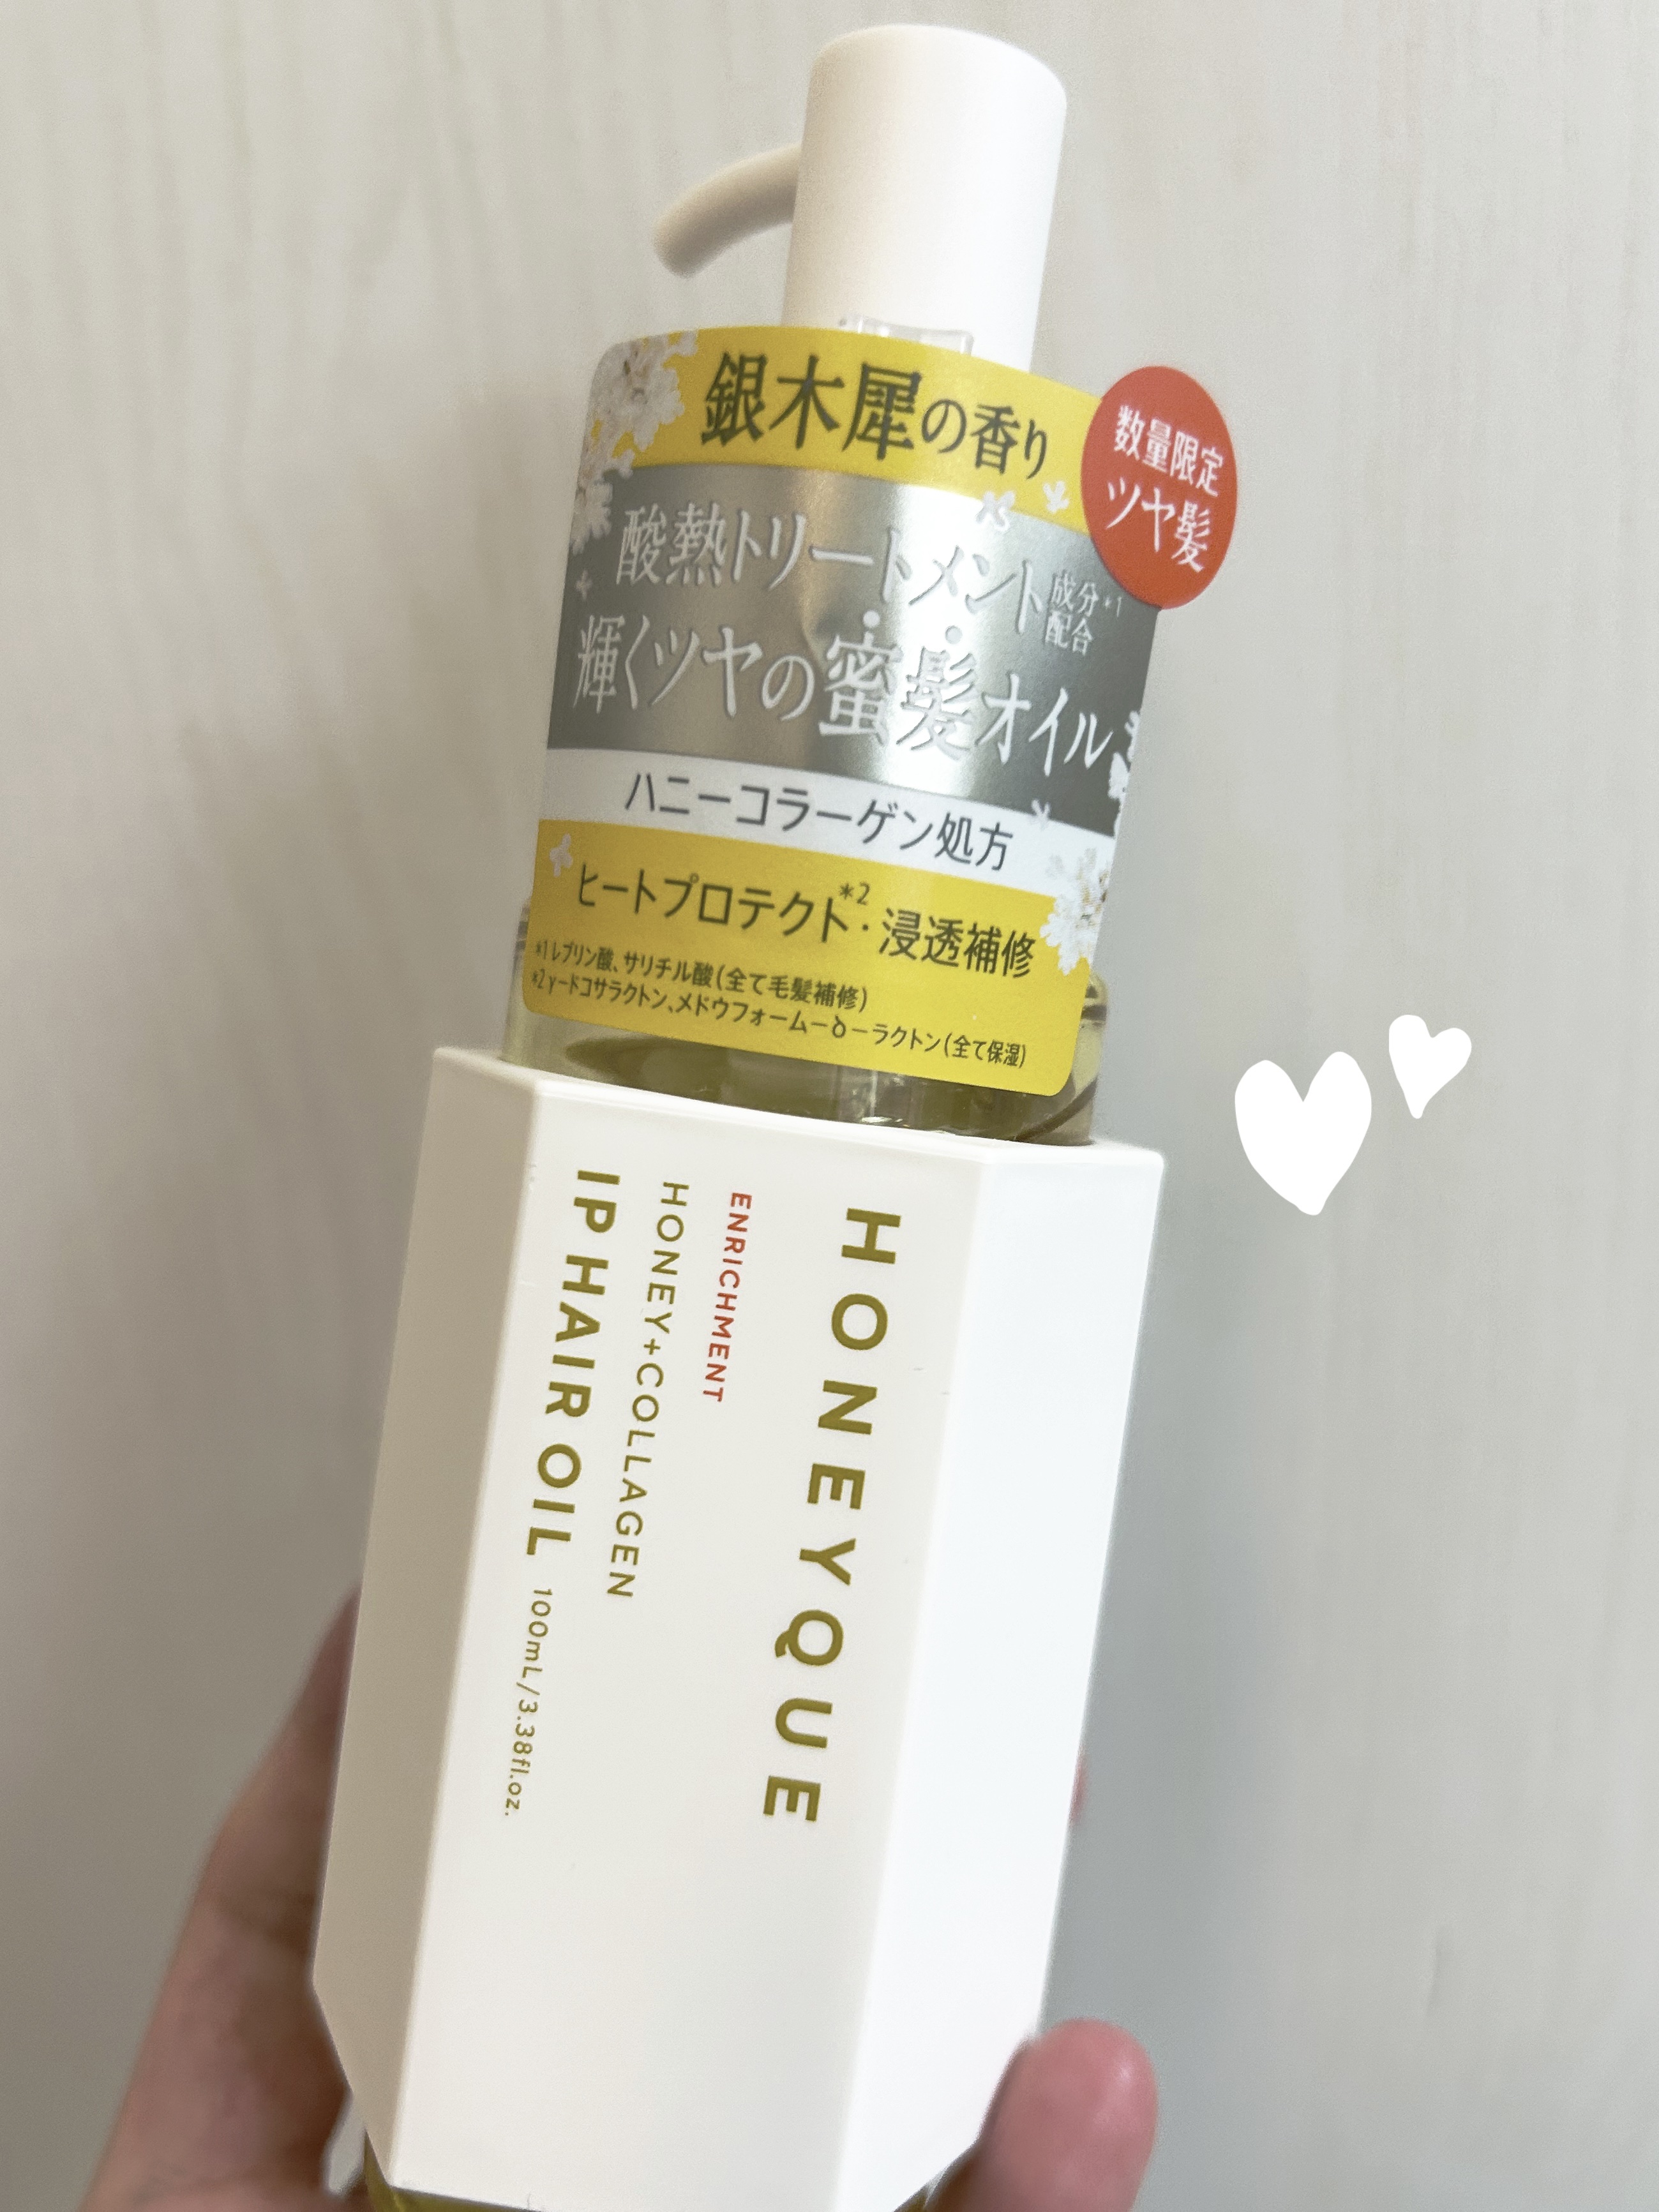 銀木犀の香り
数量限定
ツヤ髪
酸熱トリートメント成分配合*1
輝くツヤの蜜髪オイル
ハニーコラーゲン処方
ヒートプロテクト*2・浸透補修
*1 レブリン酸、サリチル酸(全て毛髪補修)
*2 γードコサラクトン、メドウフォームーδーラクトン(全て保湿)
HONEYQUE
ENRICHMENT
HONEY+COLLAGEN
IP HAIR OIL 100mL/3.38fl.oz.